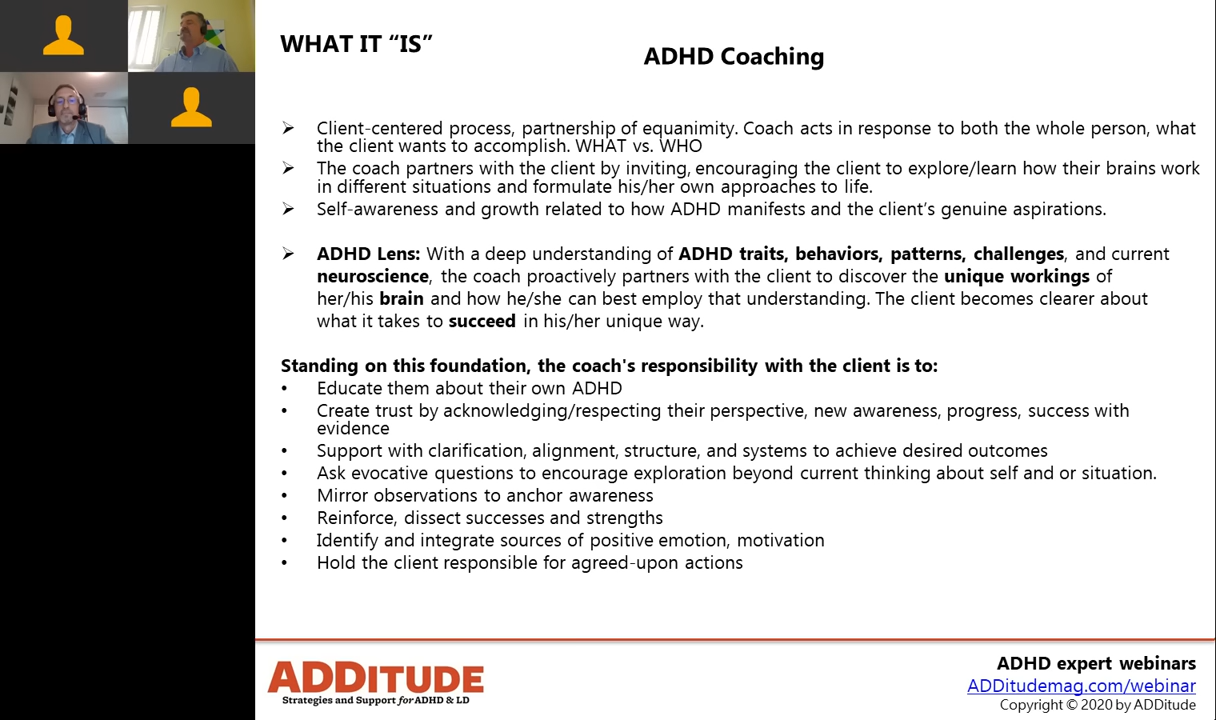 WHAT IT “IS”
ADHD Coaching
➢ Client-centered process, partnership of equanimity. Coach acts in response to both the whole person, what
the client wants to accomplish. WHAT vs. WHO
➢ The coach partners with the client by inviting, encouraging the client to explore/learn how their brains work
in different situations and formulate his/her own approaches to life.
➢ Self-awareness and growth related to how ADHD manifests and the client’s genuine aspirations.
➢ ADHD Lens: With a deep understanding of ADHD traits, behaviors, patterns, challenges, and current
neuroscience, the coach proactively partners with the client to discover the unique workings of
her/his brain and how he/she can best employ that understanding. The client becomes clearer about
what it takes to succeed in his/her unique way.
Standing on this foundation, the coach's responsibility with the client is to:
• Educate them about their own ADHD
• Create trust by acknowledging/respecting their perspective, new awareness, progress, success with
evidence
• Support with clarification, alignment, structure, and systems to achieve desired outcomes
• Ask evocative questions to encourage exploration beyond current thinking about self and or situation.
• Mirror observations to anchor awareness
• Reinforce, dissect successes and strengths
• Identify and integrate sources of positive emotion, motivation
• Hold the client responsible for agreed-upon actions
ADDITUDE
Strategies and Support for ADHD & LD
ADHD expert webinars
ADDitudemag.com/webinar
Copyright © 2020 by ADDitude